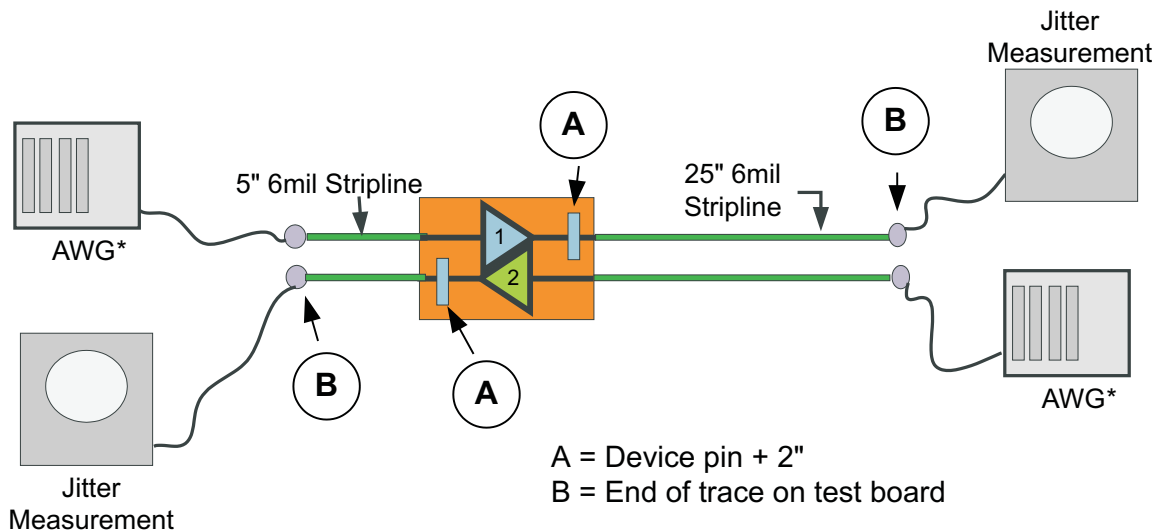 Jitter
Measurement
A
B
5" 6mil Stripline
25" 6mil
Stripline
AWG*
1
2
B
A
AWG*
A = Device pin + 2"
B = End of trace on test board
Jitter
Measurement